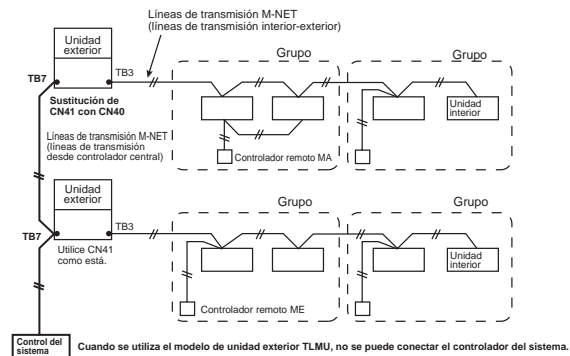 Líneas de transmisión M-NET
(líneas de transmisión interior-exterior)
Unidad
exterior
Grupo
Grupo
TB7
TB3
Sustitución de
CN41 con CN40
Unidad
interior
Líneas de transmisión M-NET
(líneas de transmisión
desde controlador central)
Controlador remoto MA
Unidad
exterior
Grupo
Grupo
TB7
TB3
Utilice CN41
como está.
Unidad
interior
Controlador remoto ME
Control del
sistema
Cuando se utiliza el modelo de unidad exterior TLMU, no se puede conectar el controlador del sistema.